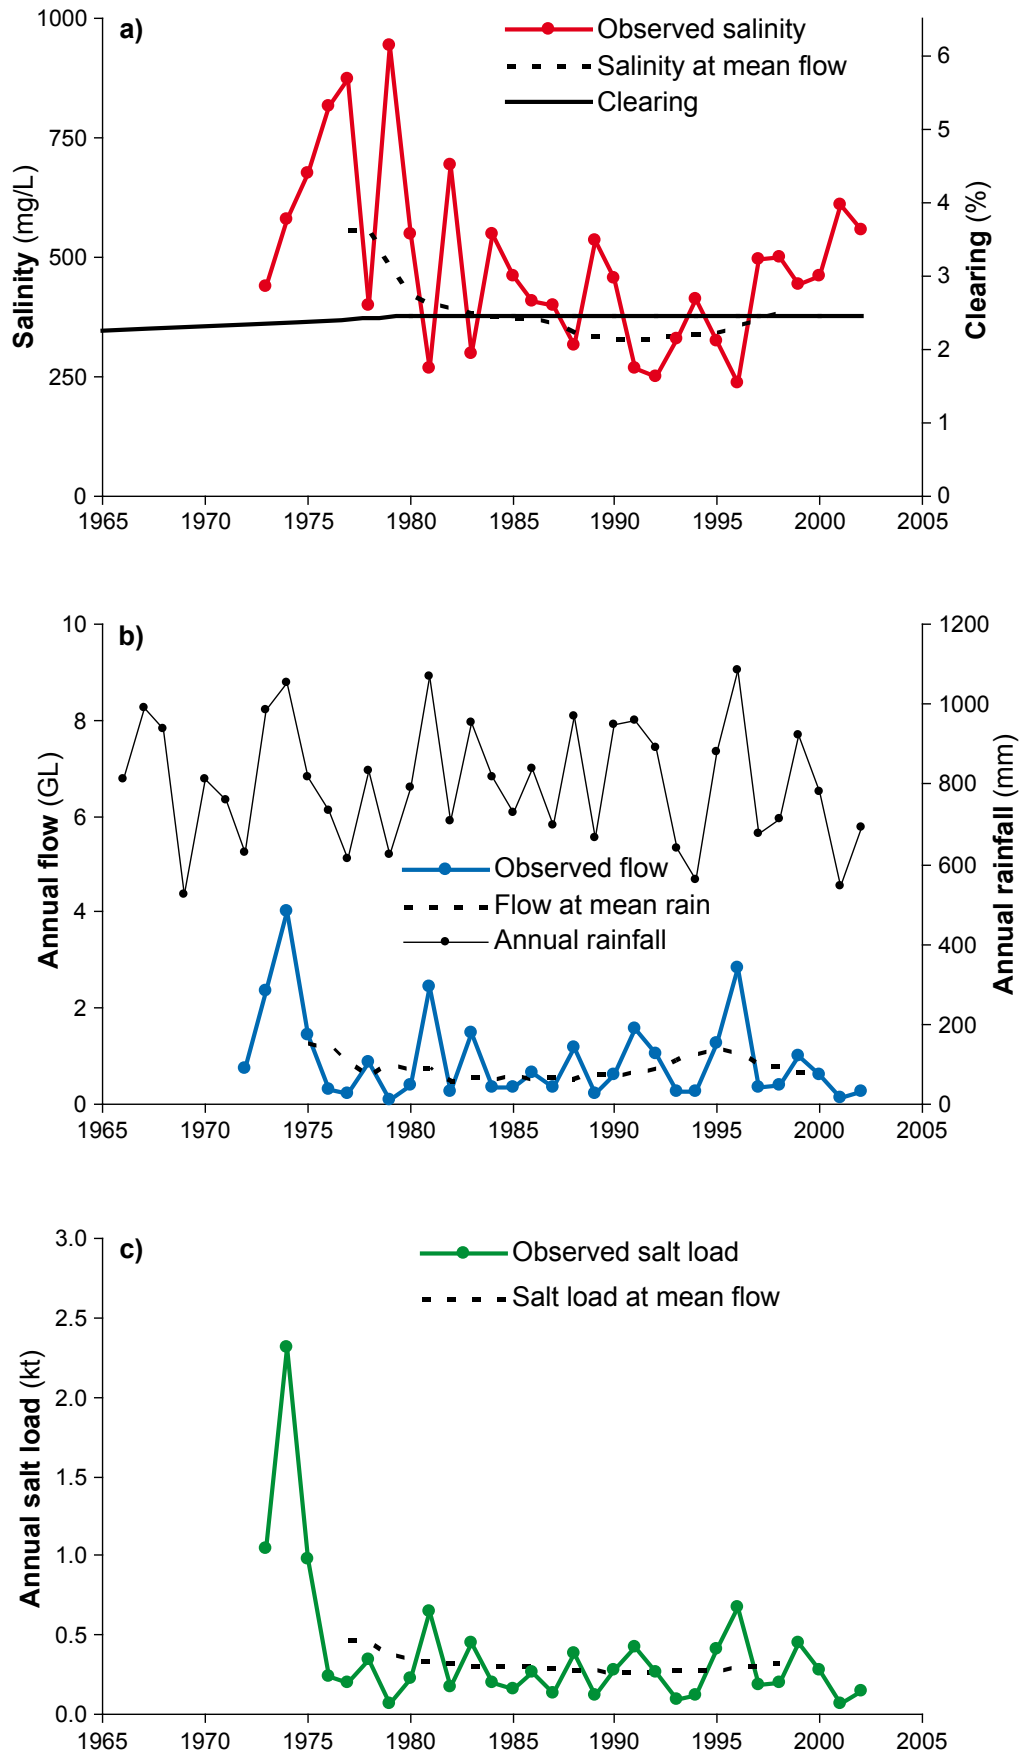 a)
Observed salinity
Salinity at mean flow
Clearing
Salinity (mg/L)
1000
750
500
250
0
Clearing (%)
6
5
4
3
2
1
0
1965 1970 1975 1980 1985 1990 1995 2000 2005
b)
Observed flow
Flow at mean rain
Annual rainfall
Annual flow (GL)
10
8
6
4
2
0
Annual rainfall (mm)
1200
1000
800
600
400
200
0
1965 1970 1975 1980 1985 1990 1995 2000 2005
c)
Observed salt load
Salt load at mean flow
Annual salt load (kt)
3.0
2.5
2.0
1.5
1.0
0.5
0.0
1965 1970 1975 1980 1985 1990 1995 2000 2005